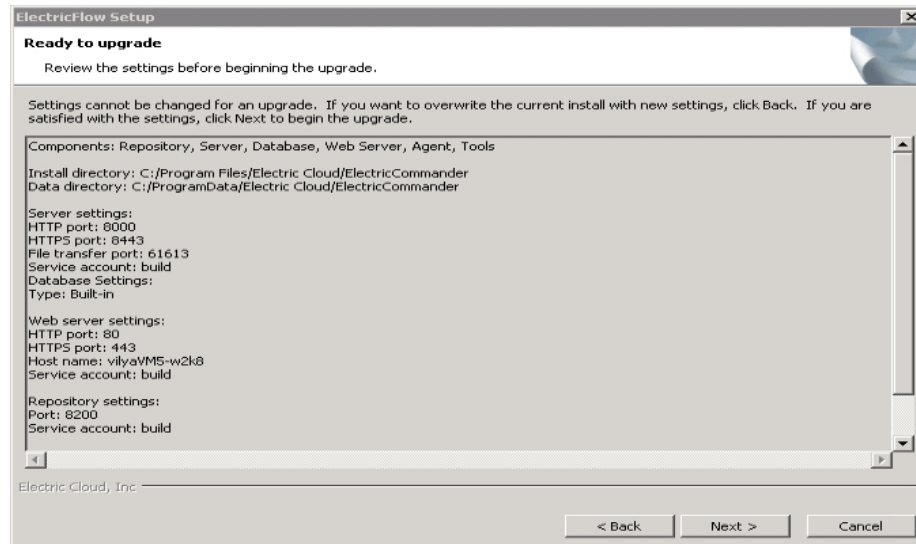 ElectricFlow Setup
Ready to upgrade
Review the settings before beginning the upgrade.
Settings cannot be changed for an upgrade. If you want to overwrite the current install with new settings, click Back. If you are
satisfied with the settings, click Next to begin the upgrade.
Components: Repository, Server, Database, Web Server, Agent, Tools
Install directory: C:/Program Files/Electric Cloud/ElectricCommander
Data directory: C:/ProgramData/Electric Cloud/ElectricCommander
Server settings:
HTTP port: 8000
HTTPS port: 8443
File transfer port: 61613
Service account: build
Database Settings:
Type: Built-in
Web server settings:
HTTP port: 80
HTTPS port: 443
Host name: vilyaVM5-w2k8
Service account: build
Repository settings:
Port: 8200
Service account: build
Electric Cloud, Inc
< Back
Next >
Cancel